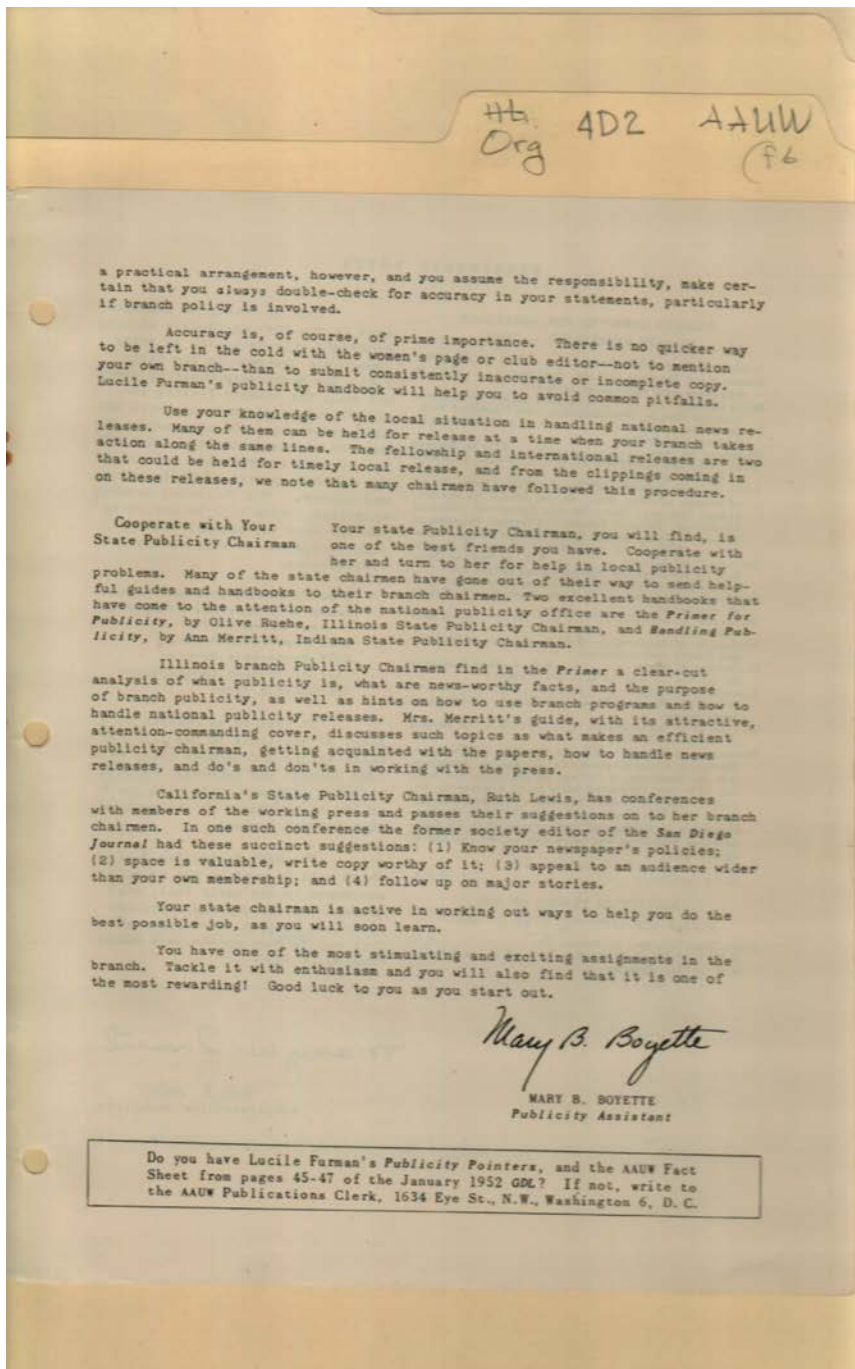 Org 4D2 AAUW
a practical arrangement, however, and you assume the responsibility, make cer-
tain that you always double-check for accuracy in your statements, particularly
if branch policy is involved.
Accuracy is, of course, of prime importance. There is no quicker way
to be left in the cold with the women's page or club editor--not to mention
your own branch--than to submit consistently inaccurate or incomplete copy.
Lucile Furman's publicity handbook will help you to avoid common pitfalls.
Use your knowledge of the local situation in handling national news re-
leases. Many of them can be held for release at a time when your branch takes
action along the same lines. The fellowship and international releases are two
that could be held for timely local release, and from the clippings coming in
on these releases, we note that many chairmen have followed this procedure.
Cooperate with Your
State Publicity Chairman
Your state Publicity Chairman, you will find, is
one of the best friends you have. Cooperate with
her and turn to her for help in local publicity
problems. Many of the state chairmen have gone out of their way to send help-
ful guides and handbooks to their branch chairmen. Two excellent handbooks that
have come to the attention of the national publicity office are the Primer for
Publicity, by Olive Ruehe, Illinois State Publicity Chairman, and Handling Pub-
licity, by Ann Merritt, Indiana State Publicity Chairman.
Illinois branch Publicity Chairmen find in the Primer a clear-cut
analysis of what publicity is, what are news-worthy facts, and the purpose
of branch publicity, as well as hints on how to use branch programs and how to
handle national publicity releases. Mrs. Merritt's guide, with its attractive,
attention-commanding cover, discusses such topics as what makes an efficient
publicity chairman, getting acquainted with the papers, how to handle news
releases, and do's and don'ts in working with the press.
California's State Publicity Chairman, Ruth Lewis, has conferences
with members of the working press and passes their suggestions on to her branch
chairmen. In one such conference the former society editor of the San Diego
Journal had these succinct suggestions: (1) Know your newspaper's policies;
(2) space is valuable, write copy worthy of it; (3) appeal to an audience wider
than your own membership; and (4) follow up on major stories.
Your state chairman is active in working out ways to help you do the
best possible job, as you will soon learn.
You have one of the most stimulating and exciting assignments in the
branch. Tackle it with enthusiasm and you will also find that it is one of
the most rewarding! Good luck to you as you start out.
Mary B. Boyette
MARY B. BOYETTE
Publicity Assistant
Do you have Lucile Furman's Publicity Pointers, and the AAUW Fact
Sheet from pages 45-47 of the January 1952 GDL? If not, write to
the AAUW Publications Clerk, 1634 Eye St., N.W., Washington 6, D. C.